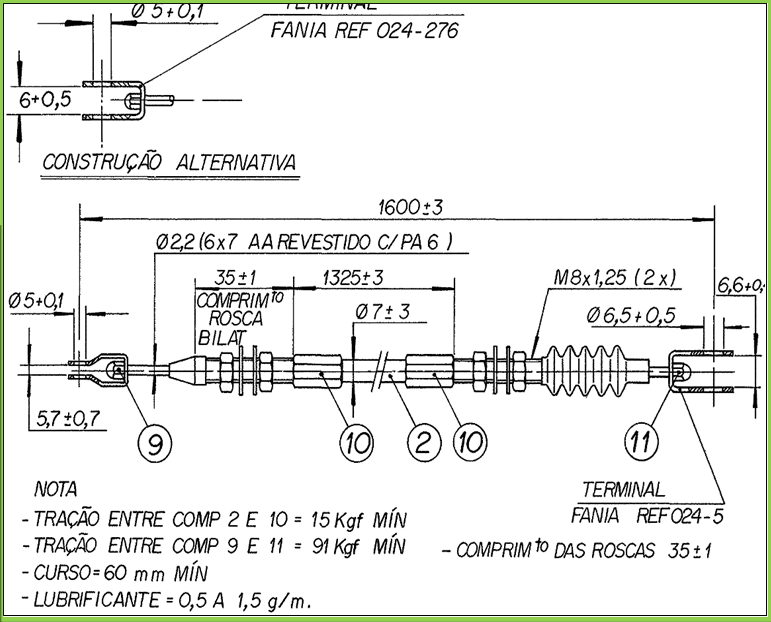 Ø 5+0,1
TERMINAL
FANIA REF 024-276
6+0,5
CONSTRUÇÃO ALTERNATIVA
1600±3
Ø2,2 (6x7 AA REVESTIDO C/PA 6)
35±1
1325±3
M8x1,25 (2x)
6,6+0,
Ø5+0,1
COMPRIMto
ROSCA
BILAT
Ø7±3
Ø6,5+0,5
5,7±0,7
9
10
2
10
11
NOTA
- TRAÇÃO ENTRE COMP 2 E 10 = 15 Kgf MÍN
- TRAÇÃO ENTRE COMP 9 E 11 = 91 Kgf MÍN
- CURSO = 60 mm MÍN
- LUBRIFICANTE = 0,5 A 1,5 g/m.
TERMINAL
FANIA REF 024-5
- COMPRIMto DAS ROSCAS 35±1